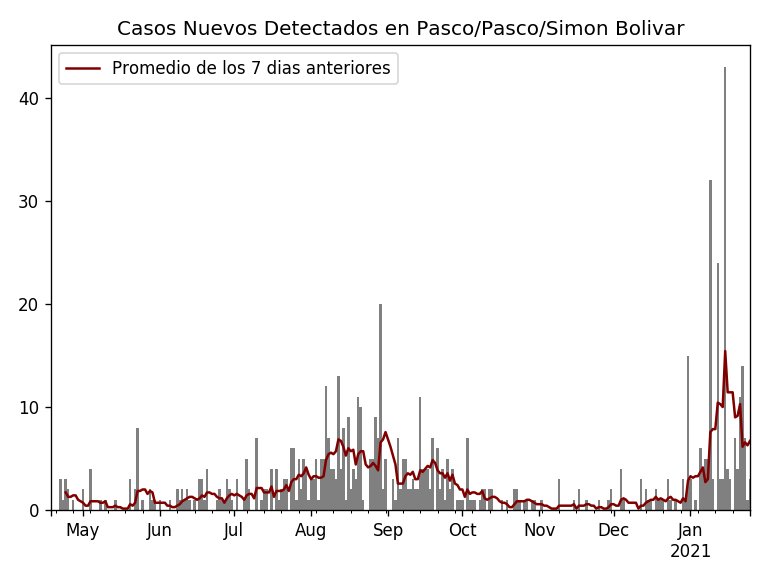 Casos Nuevos Detectados en Pasco/Pasco/Simon Bolivar
Promedio de los 7 dias anteriores
40
30
20
10
0
May Jun Jul Aug Sep Oct Nov Dec Jan
2021